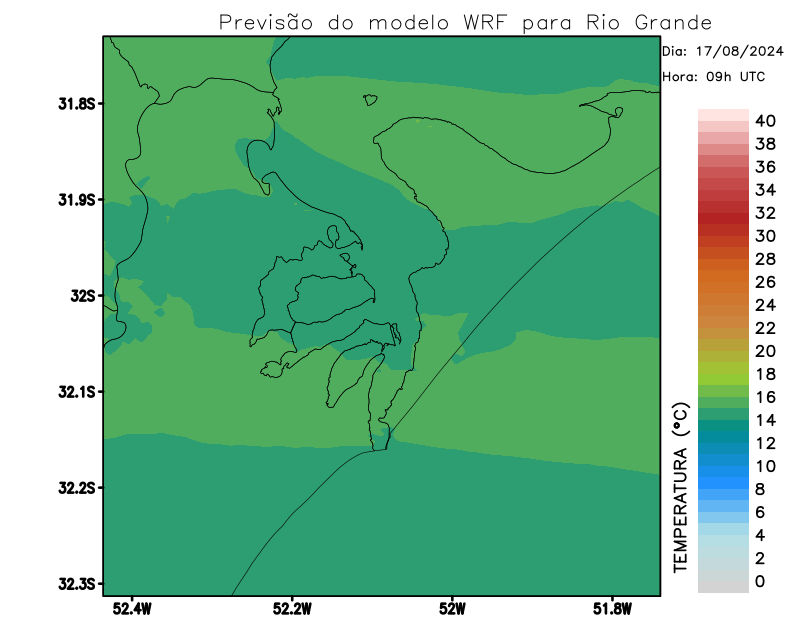 Previsão do modelo WRF para Rio Grande
Dia: 17/08/2024
Hora: 09h UTC
31.8S
31.9S
32S
32.1S
32.2S
32.3S
52.4W
52.2W
52W
51.8W
40
38
36
34
32
30
28
26
24
22
20
18
16
14
12
10
8
6
4
2
0
TEMPERATURA (°C)